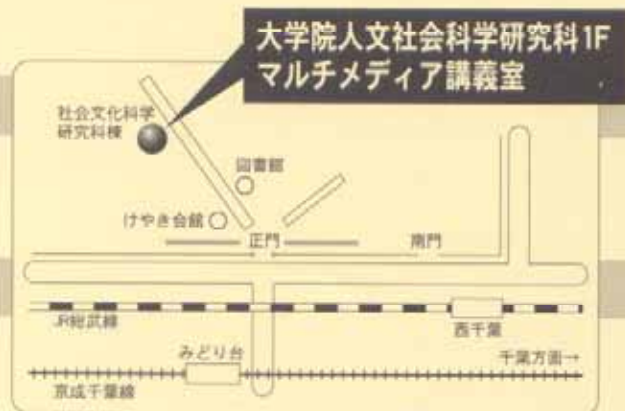 大学院人文社会科学研究科1F
マルチメディア講義室
社会文化科学
研究科棟
図書館
けやき会館
正門
南門
JR総武線
西千葉
みどり台
千葉方面→
京成千葉線